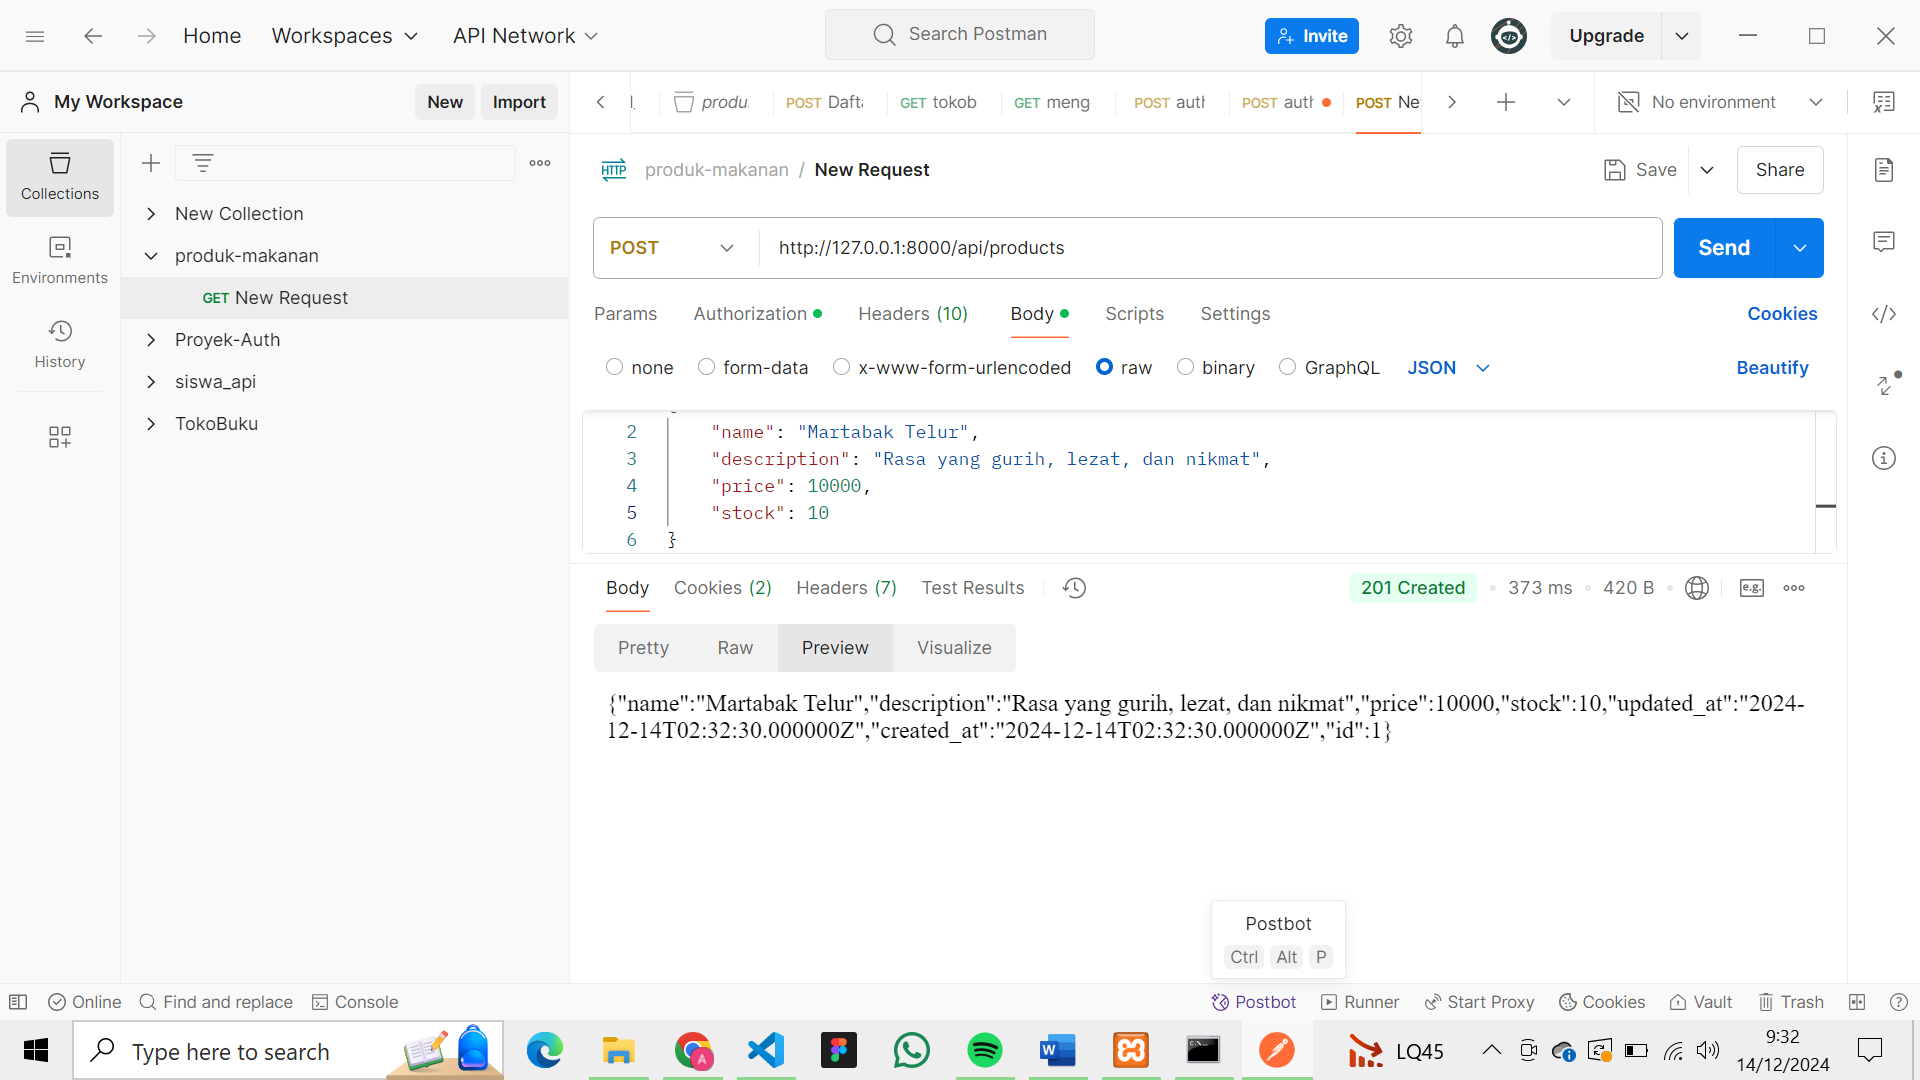 Home
Workspaces
API Network
Search Postman
Invite
Upgrade
My Workspace
New
Import
produ
POST Dafta
GET tokob
GET meng
POST auth
POST auth
POST Ne
No environment
Collections
Environments
History
New Collection
produk-makanan
GET New Request
Proyek-Auth
siswa_api
TokoBuku
HTTP
produk-makanan / New Request
Save
Share
POST
http://127.0.0.1:8000/api/products
Send
Params
Authorization
Headers (10)
Body
Scripts
Settings
Cookies
none
form-data
x-www-form-urlencoded
raw
binary
GraphQL
JSON
Beautify
2 "name": "Martabak Telur",
3 "description": "Rasa yang gurih, lezat, dan nikmat",
4 "price": 10000,
5 "stock": 10
6 }
Body
Cookies (2)
Headers (7)
Test Results
201 Created
373 ms
420 B
e.g.
Pretty
Raw
Preview
Visualize
{"name":"Martabak Telur","description":"Rasa yang gurih, lezat, dan nikmat","price":10000,"stock":10,"updated_at":"2024-
12-14T02:32:30.000000Z","created_at":"2024-12-14T02:32:30.000000Z","id":1}
Postbot
Ctrl Alt P
Online
Find and replace
Console
Postbot
Runner
Start Proxy
Cookies
Vault
Trash
Type here to search
A
LQ45
9:32
14/12/2024